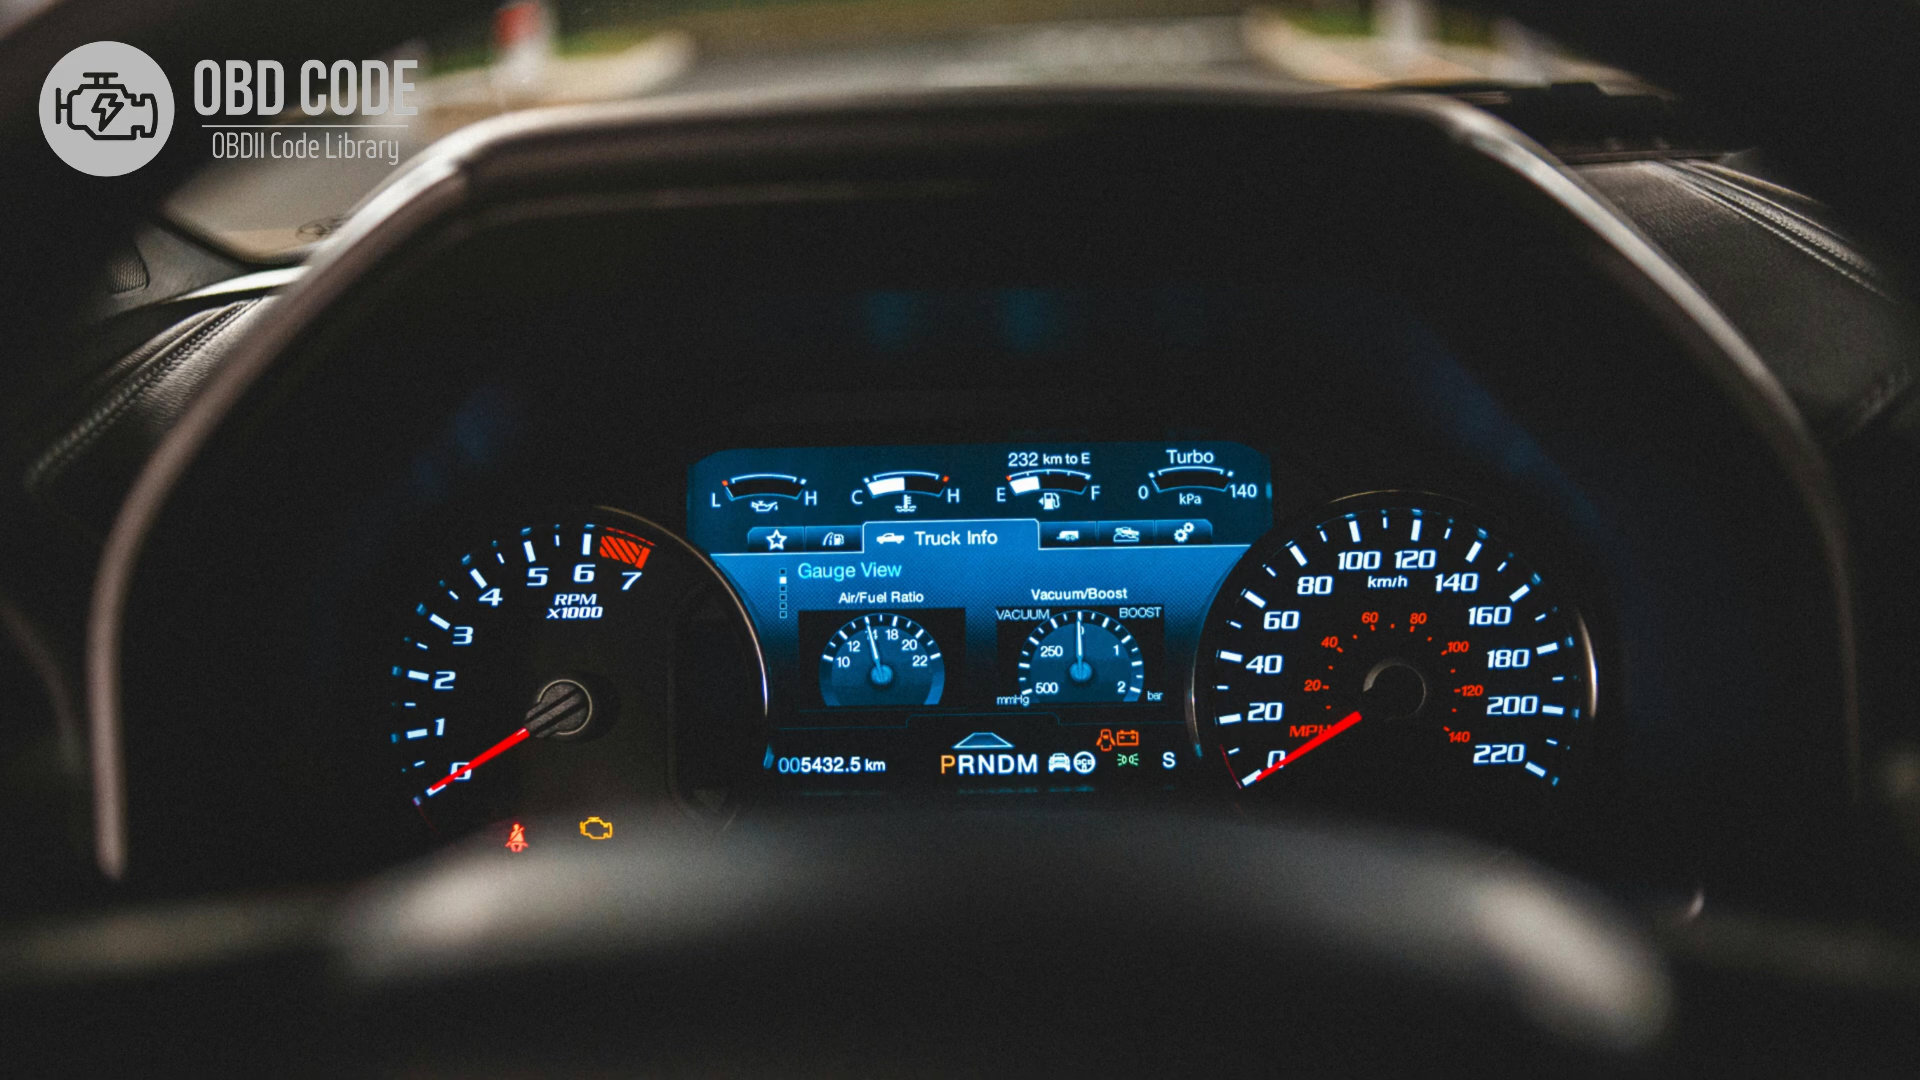 OBD CODE
OBDII Code Library
232 km to E
Turbo
L H
C H
E F
0 140
kPa
Truck Info
Gauge View
Air/Fuel Ratio
Vacuum/Boost
VACUUM BOOST
10 12 14 18 20 22
500 250 0 1 2
mmHg bar
0 1 2 3 4 5 6 7
RPM
X1000
0 20 40 60 80 100 120 140 160 180 200 220
km/h
20 40 60 80 100 120 140
MPH
005432.5 km
PRNDM
S